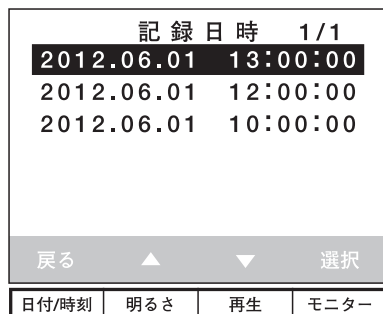 記録日時 1/1
2012.06.01 13:00:00
2012.06.01 12:00:00
2012.06.01 10:00:00
戻る ▲ ▼ 選択
日付/時刻 明るさ 再生 モニター